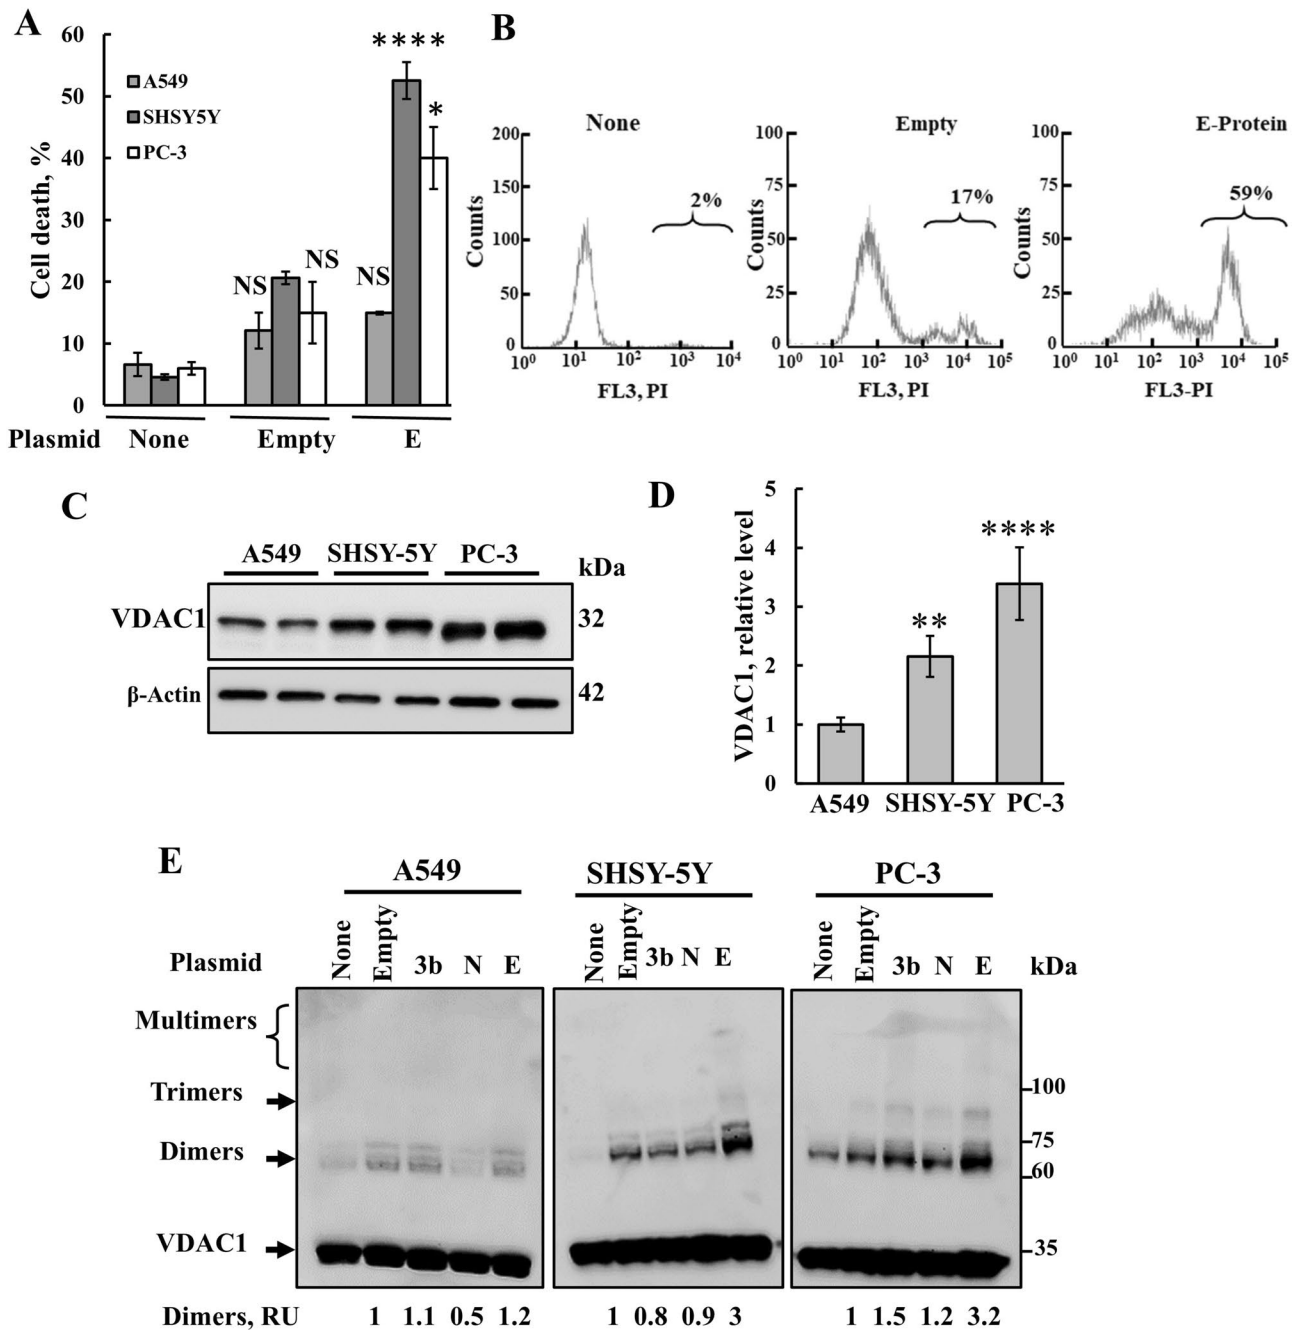 A
60
50
40
30
20
10
0
Cell death, %
A549
SHSY5Y
PC-3
NS
NS
NS
****
*
Plasmid None Empty E
B
None
200
150
100
50
0
Counts
2%
10⁰ 10¹ 10² 10³ 10⁴
FL3, PI
Empty
100
75
50
25
0
Counts
17%
10⁰ 10¹ 10² 10³ 10⁴ 10⁵
FL3, PI
E-Protein
100
75
50
25
0
Counts
59%
10⁰ 10¹ 10² 10³ 10⁴ 10⁵
FL3-PI
C
A549 SHSY-5Y PC-3 kDa
VDAC1 32
β-Actin 42
D
5
4
3
2
1
0
VDAC1, relative level
**
****
A549 SHSY-5Y PC-3
E
A549 SHSY-5Y PC-3
Plasmid None Empty 3b N E None Empty 3b N E None Empty 3b N E kDa
Multimers
Trimers 100
Dimers 75
60
VDAC1 35
Dimers, RU 1 1.1 0.5 1.2 1 0.8 0.9 3 1 1.5 1.2 3.2